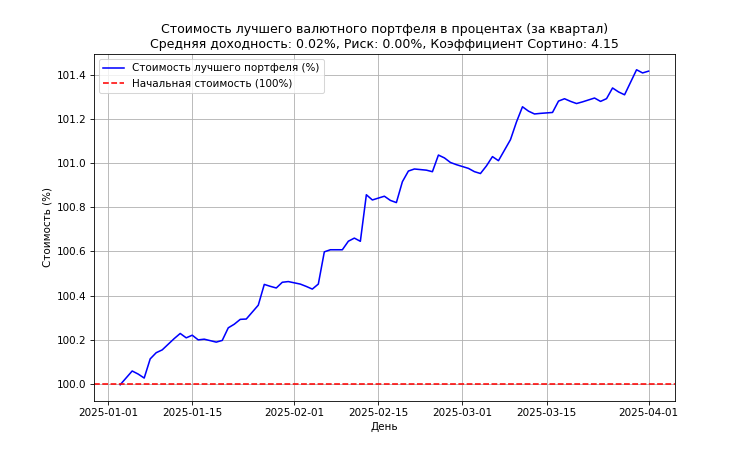 Стоимость лучшего валютного портфеля в процентах (за квартал)
Средняя доходность: 0.02%, Риск: 0.00%, Коэффициент Сортино: 4.15
Стоимость лучшего портфеля (%)
Начальная стоимость (100%)
Стоимость (%)
101.4
101.2
101.0
100.8
100.6
100.4
100.2
100.0
2025-01-01 2025-01-15 2025-02-01 2025-02-15 2025-03-01 2025-03-15 2025-04-01
День